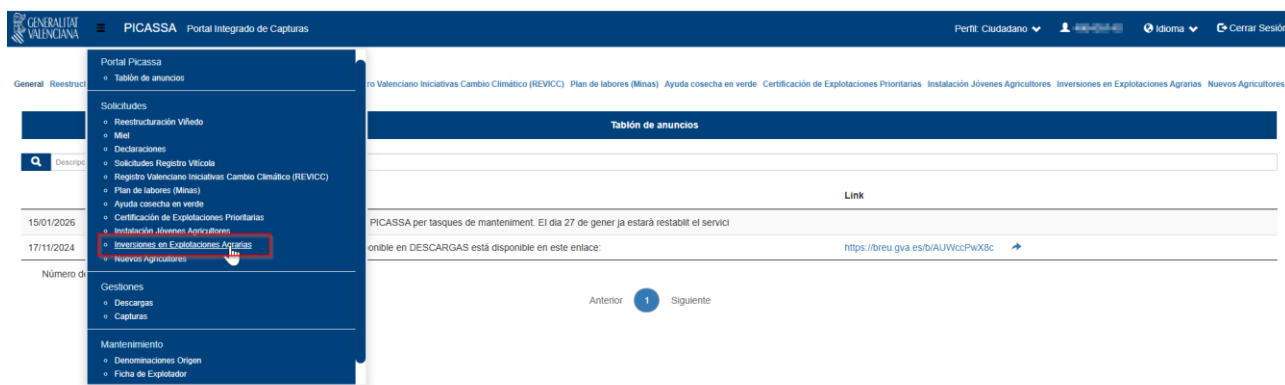 GENERALITAT
VALENCIANA
PICASSA Portal Integrado de Capturas
Perfil: Ciudadano
Idioma
Cerrar Sesión
Portal Picassa
Tablón de anuncios
General Reestruct
ro Valenciano Iniciativas Cambio Climático (REVICC) Plan de labores (Minas) Ayuda cosecha en verde Certificación de Explotaciones Prioritarias Instalación Jóvenes Agricultores Inversiones en Explotaciones Agrarias Nuevos Agricultores
Solicitudes
Reestructuración Viñedo
Miel
Declaraciones
Solicitudes Registro Vitícola
Registro Valenciano Iniciativas Cambio Climático (REVICC)
Plan de labores (Minas)
Ayuda cosecha en verde
Certificación de Explotaciones Prioritarias
Instalación Jóvenes Agricultores
Inversiones en Explotaciones Agrarias
Nuevos Agricultores
Gestiones
Descargas
Capturas
Mantenimiento
Denominaciones Origen
Ficha de Explotador
Tablón de anuncios
Descripc
Link
15/01/2026 PICASSA per tasques de manteniment. El dia 27 de gener ja estarà restablit el servici
17/11/2024 onible en DESCARGAS está disponible en este enlace: https://breu.gva.es/b/AUWccPwX8c
Número de
Anterior 1 Siguiente